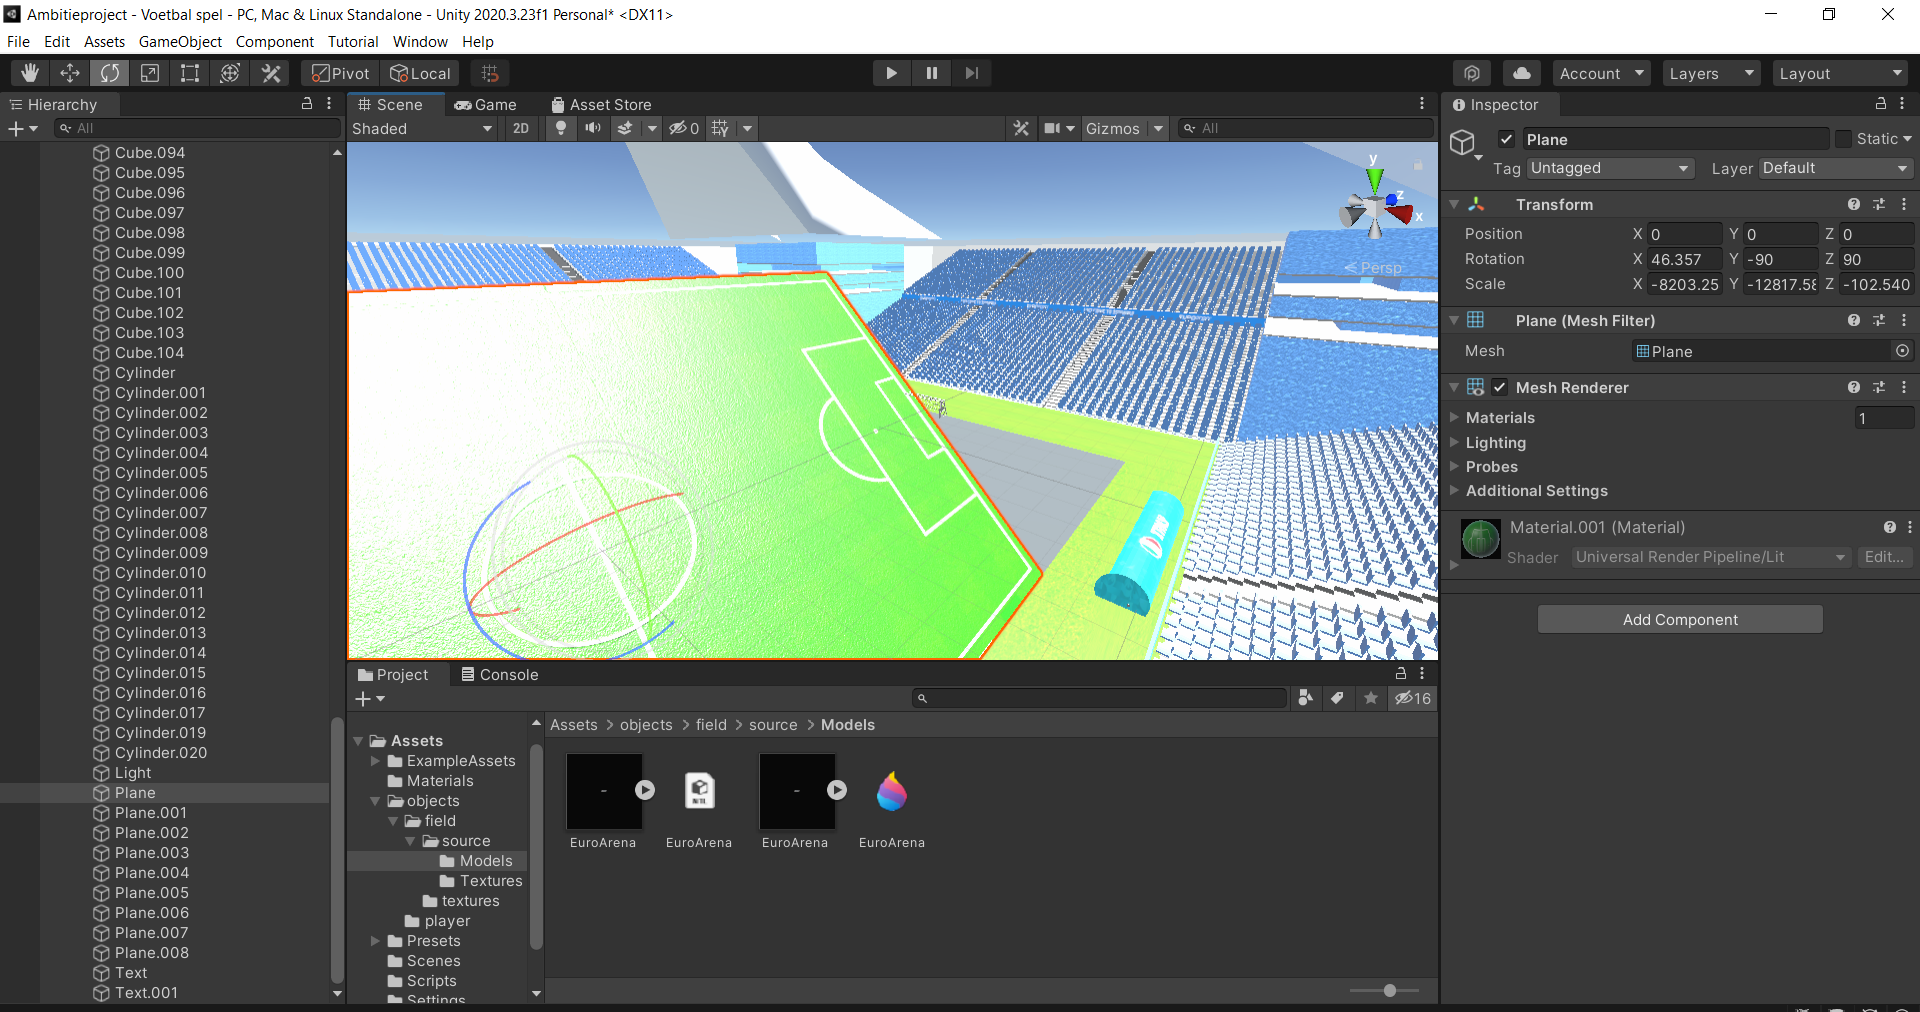 Ambitieproject - Voetbal spel - PC, Mac & Linux Standalone - Unity 2020.3.23f1 Personal* <DX11>
File Edit Assets GameObject Component Tutorial Window Help
Pivot Local Account Layers Layout
Hierarchy
All
Cube.094
Cube.095
Cube.096
Cube.097
Cube.098
Cube.099
Cube.100
Cube.101
Cube.102
Cube.103
Cube.104
Cylinder
Cylinder.001
Cylinder.002
Cylinder.003
Cylinder.004
Cylinder.005
Cylinder.006
Cylinder.007
Cylinder.008
Cylinder.009
Cylinder.010
Cylinder.011
Cylinder.012
Cylinder.013
Cylinder.014
Cylinder.015
Cylinder.016
Cylinder.017
Cylinder.019
Cylinder.020
Light
Plane
Plane.001
Plane.002
Plane.003
Plane.004
Plane.005
Plane.006
Plane.007
Plane.008
Text
Text.001
Scene Game Asset Store
Shaded 2D 0 Gizmos All
y
z
x
Persp
Project Console
16
Assets
ExampleAssets
Materials
objects
field
source
Models
Textures
textures
player
Presets
Scenes
Scripts
Settings
Assets > objects > field > source > Models
EuroArena EuroArena EuroArena EuroArena
Inspector
Plane Static
Tag Untagged Layer Default
Transform
Position X 0 Y 0 Z 0
Rotation X 46.357 Y -90 Z 90
Scale X -8203.25 Y -12817.58 Z -102.540
Plane (Mesh Filter)
Mesh Plane
Mesh Renderer
Materials 1
Lighting
Probes
Additional Settings
Material.001 (Material)
Shader Universal Render Pipeline/Lit Edit...
Add Component